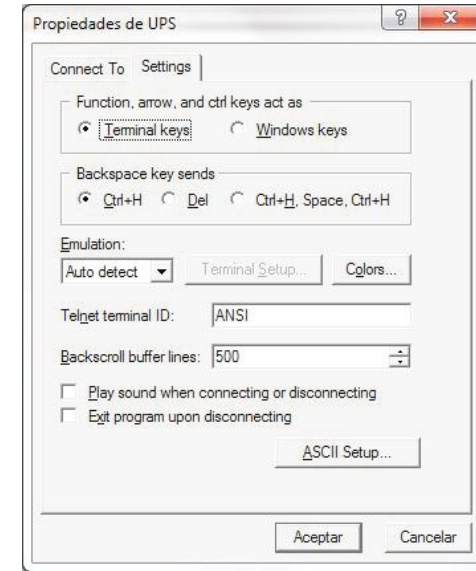 Propiedades de UPS
Connect To Settings
Function, arrow, and ctrl keys act as
Terminal keys Windows keys
Backspace key sends
Ctrl+H Del Ctrl+H, Space, Ctrl+H
Emulation:
Auto detect Terminal Setup... Colors...
Telnet terminal ID: ANSI
Backscroll buffer lines: 500
Play sound when connecting or disconnecting
Exit program upon disconnecting
ASCII Setup...
Aceptar Cancelar